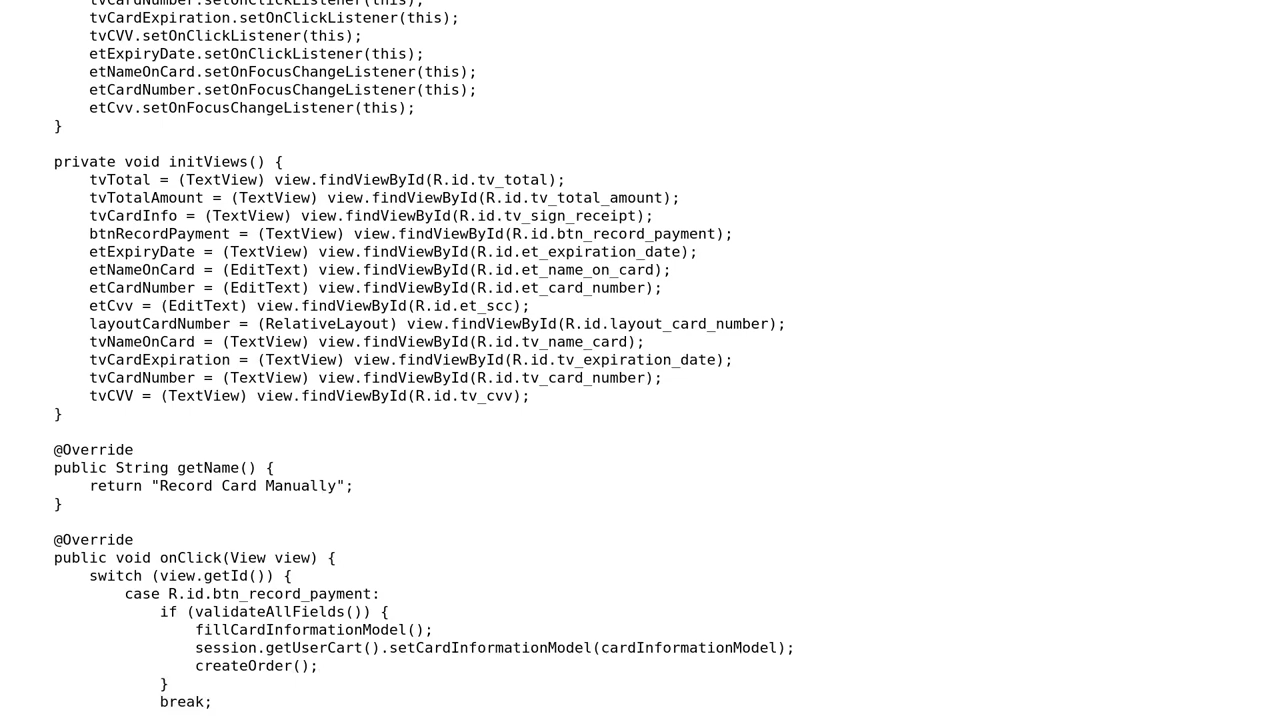 tvCardNumber.setOnClickListener(this);
tvCardExpiration.setOnClickListener(this);
tvCVV.setOnClickListener(this);
etExpiryDate.setOnClickListener(this);
etNameOnCard.setOnFocusChangeListener(this);
etCardNumber.setOnFocusChangeListener(this);
etCvv.setOnFocusChangeListener(this);
}
private void initViews() {
tvTotal = (TextView) view.findViewById(R.id.tv_total);
tvTotalAmount = (TextView) view.findViewById(R.id.tv_total_amount);
tvCardInfo = (TextView) view.findViewById(R.id.tv_sign_receipt);
btnRecordPayment = (TextView) view.findViewById(R.id.btn_record_payment);
etExpiryDate = (TextView) view.findViewById(R.id.et_expiration_date);
etNameOnCard = (EditText) view.findViewById(R.id.et_name_on_card);
etCardNumber = (EditText) view.findViewById(R.id.et_card_number);
etCvv = (EditText) view.findViewById(R.id.et_scc);
layoutCardNumber = (RelativeLayout) view.findViewById(R.id.layout_card_number);
tvNameOnCard = (TextView) view.findViewById(R.id.tv_name_card);
tvCardExpiration = (TextView) view.findViewById(R.id.tv_expiration_date);
tvCardNumber = (TextView) view.findViewById(R.id.tv_card_number);
tvCVV = (TextView) view.findViewById(R.id.tv_cvv);
}
@Override
public String getName() {
return "Record Card Manually";
}
@Override
public void onClick(View view) {
switch (view.getId()) {
case R.id.btn_record_payment:
if (validateAllFields()) {
fillCardInformationModel();
session.getUserCart().setCardInformationModel(cardInformationModel);
createOrder();
}
break;